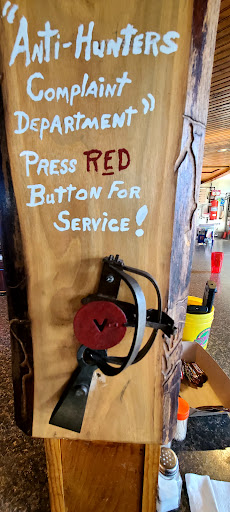 "Anti-Hunters
Complaint
Department"
Press RED
Button For
Service!